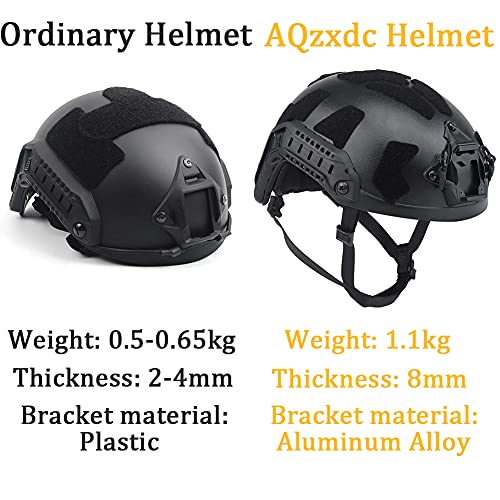 Ordinary Helmet
AQzxdc Helmet
Weight: 0.5-0.65kg
Thickness: 2-4mm
Bracket material:
Plastic
Weight: 1.1kg
Thickness: 8mm
Bracket material:
Aluminum Alloy